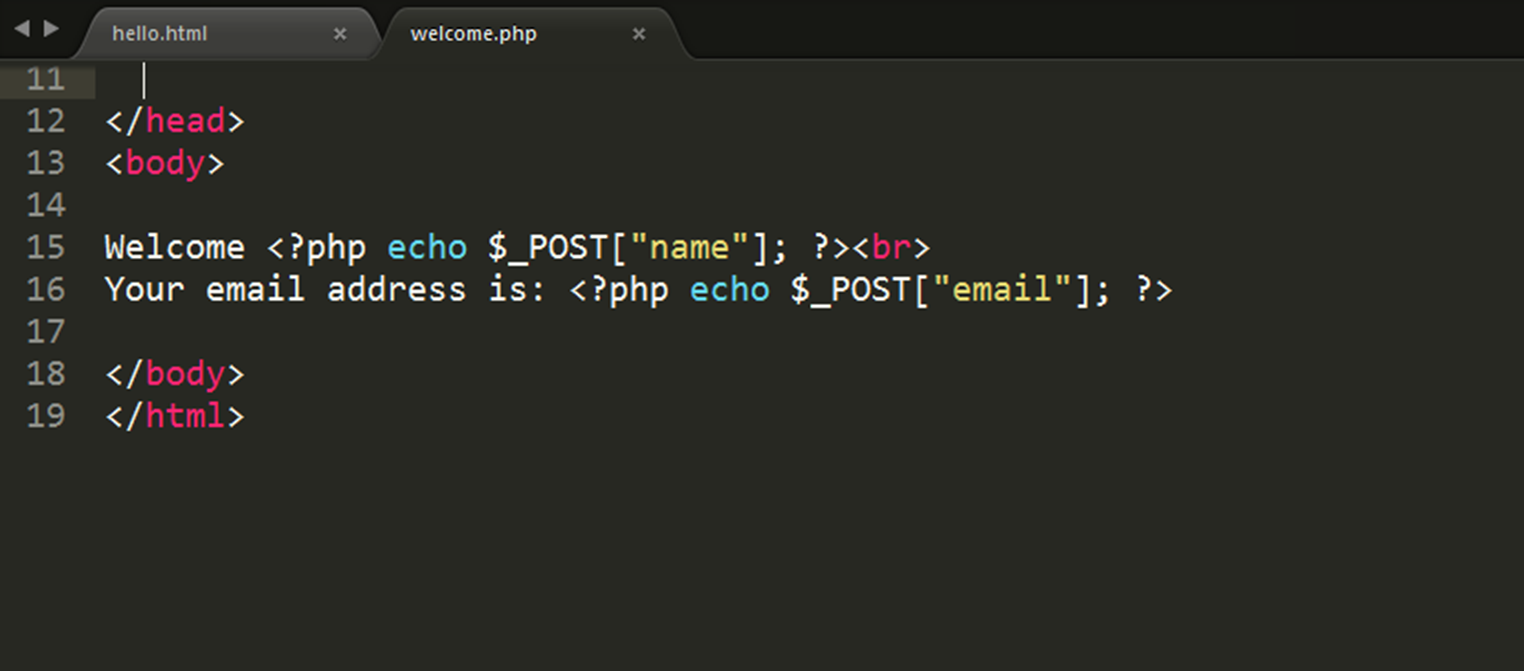 hello.html × welcome.php ×
11
12 </head>
13 <body>
14
15 Welcome <?php echo $_POST["name"]; ?><br>
16 Your email address is: <?php echo $_POST["email"]; ?>
17
18 </body>
19 </html>